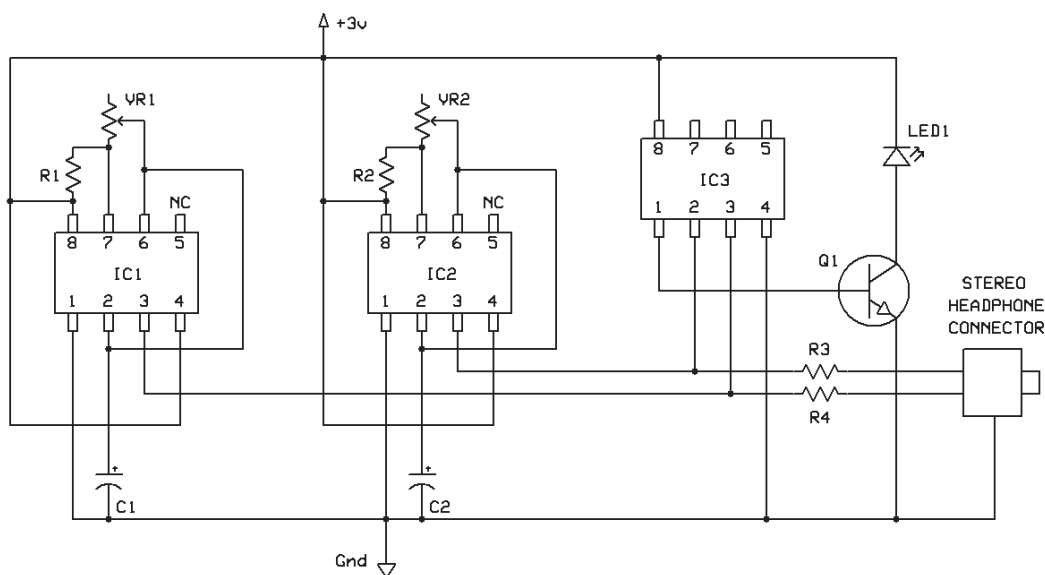 +3v
VR1
VR2
R1
R2
NC
NC
8 7 6 5
IC1
1 2 3 4
8 7 6 5
IC2
1 2 3 4
8 7 6 5
IC3
1 2 3 4
LED1
Q1
STEREO
HEADPHONE
CONNECTOR
R3
R4
+
C1
+
C2
Gnd